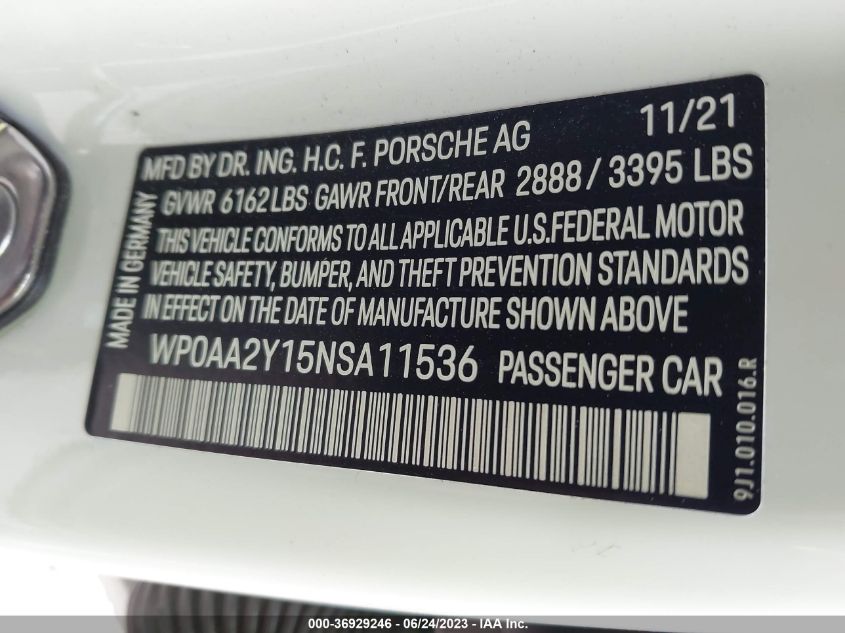 MFD BY DR. ING. H.C. F. PORSCHE AG 11/21
GVWR 6162 LBS GAWR FRONT/REAR 2888 / 3395 LBS
THIS VEHICLE CONFORMS TO ALL APPLICABLE U.S. FEDERAL MOTOR
VEHICLE SAFETY, BUMPER, AND THEFT PREVENTION STANDARDS
IN EFFECT ON THE DATE OF MANUFACTURE SHOWN ABOVE
WP0AA2Y15NSA11536 PASSENGER CAR
MADE IN GERMANY
9J1.010.016.R
000-36929246 - 06/24/2023 - IAA Inc.